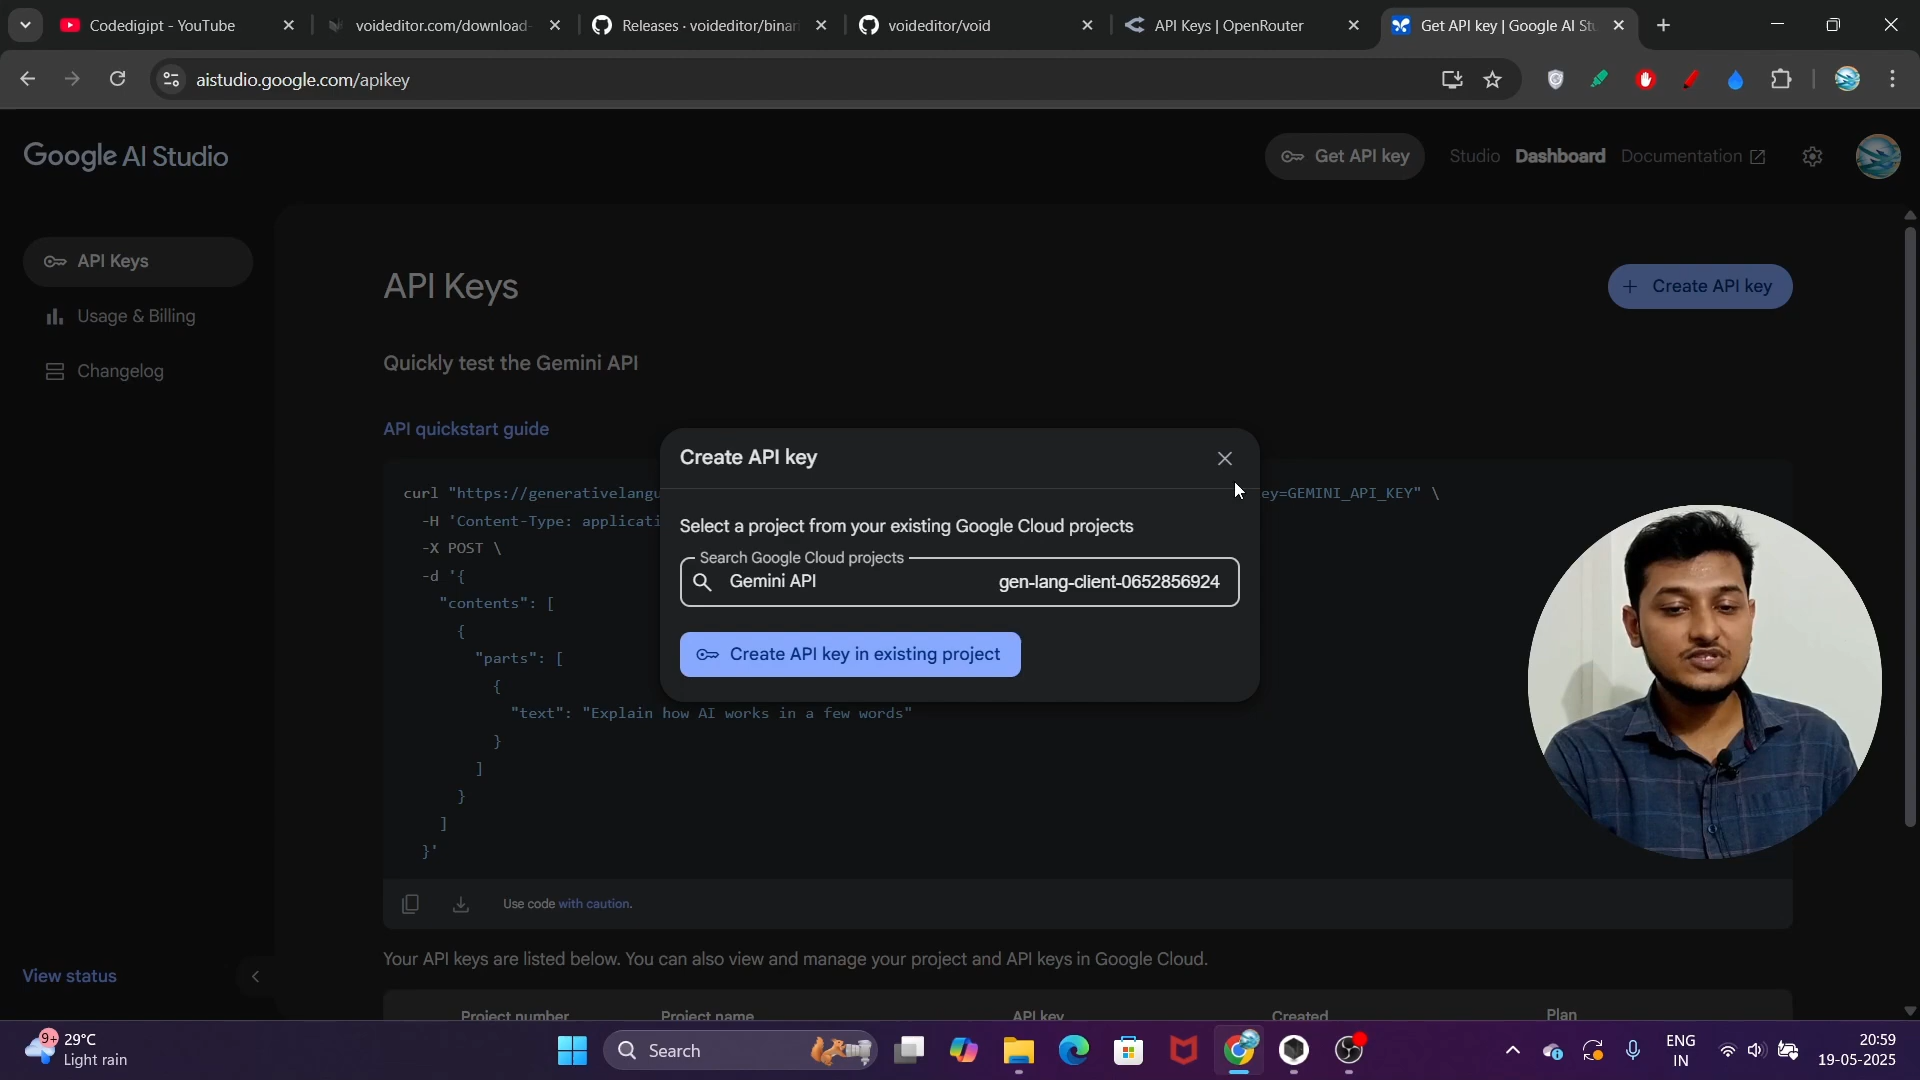 Codedigipt - YouTube
voideditor.com/download-
Releases · voideditor/binar
voideditor/void
API Keys | OpenRouter
Get API key | Google AI Stu
aistudio.google.com/apikey
Google AI Studio
Get API key
Studio
Dashboard
Documentation
API Keys
Usage & Billing
Changelog
API Keys
Create API key
Quickly test the Gemini API
API quickstart guide
curl "https://generativelangu
ey=GEMINI_API_KEY" \
-H 'Content-Type: applicati
-X POST \
-d '{
"contents": [
{
"parts": [
{
"text": "Explain how AI works in a few words"
}
]
}
]
}'
Create API key
Select a project from your existing Google Cloud projects
Search Google Cloud projects
Gemini API
gen-lang-client-0652856924
Create API key in existing project
Use code with caution.
Your API keys are listed below. You can also view and manage your project and API keys in Google Cloud.
Project number
Project name
API key
Created
Plan
View status
9+
29°C
Light rain
Search
ENG
IN
20:59
19-05-2025